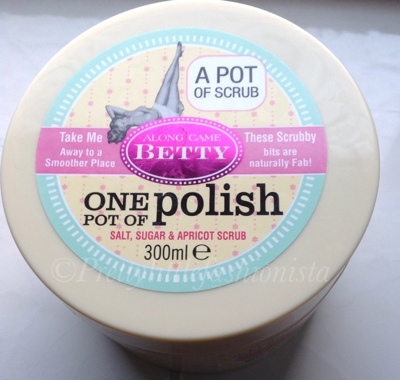 A POT
OF SCRUB
Take Me
Away to a
Smoother Place
ALONG CAME
BETTY
These Scrubby
bits are
naturally Fab!
ONE
POT OF
polish
SALT, SUGAR & APRICOT SCRUB
300ml ℮